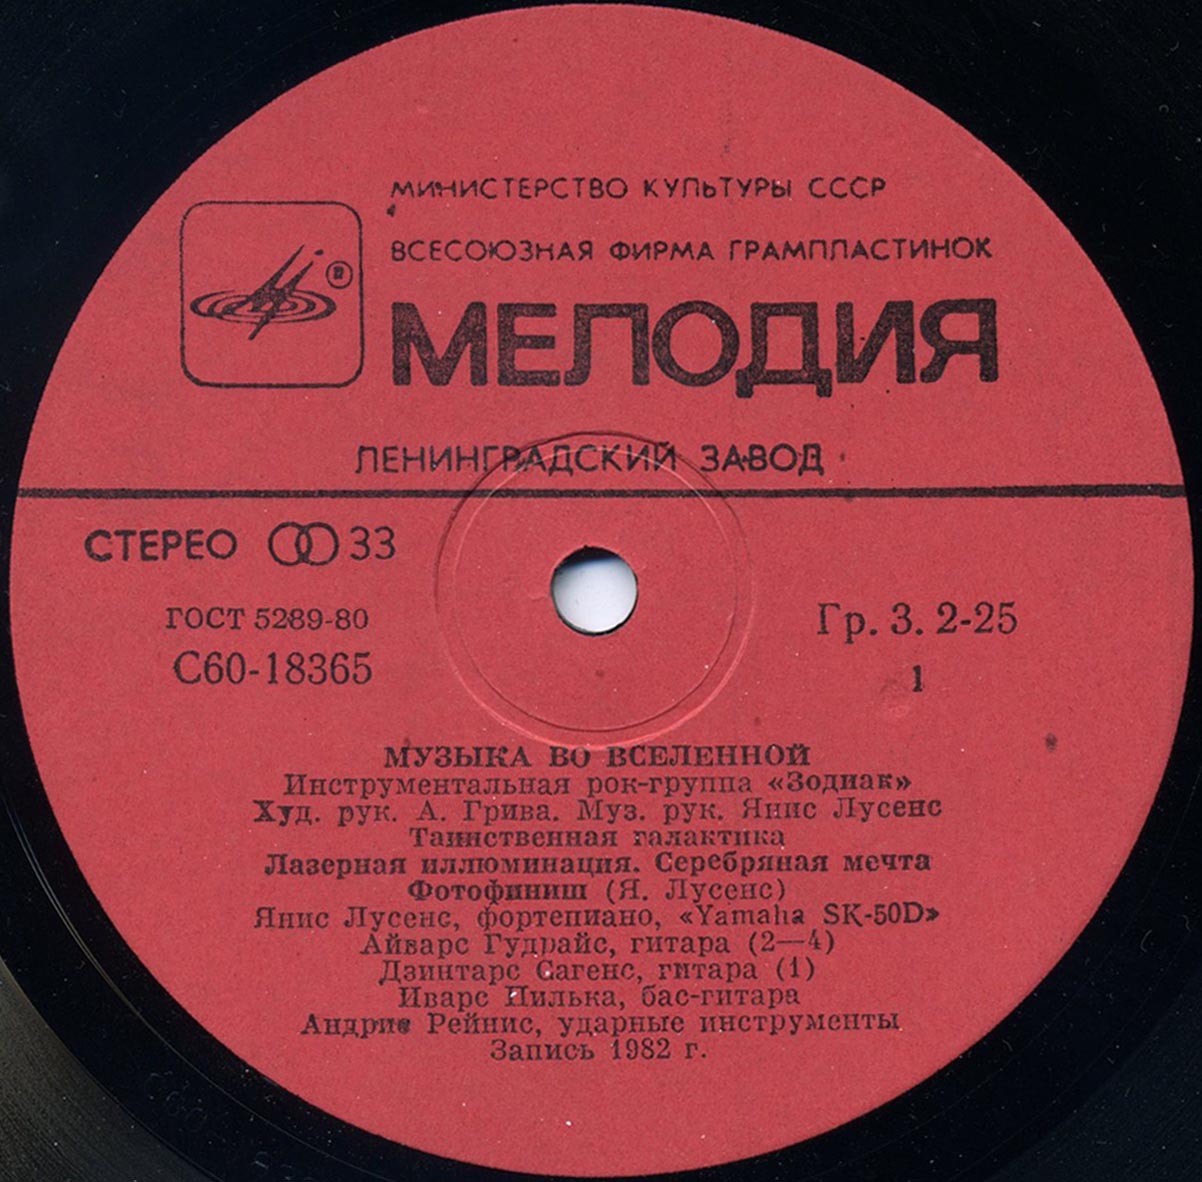 МИНИСТЕРСТВО КУЛЬТУРЫ СССР
ВСЕСОЮЗНАЯ ФИРМА ГРАМПЛАСТИНОК
МЕЛОДИЯ
ЛЕНИНГРАДСКИЙ ЗАВОД
СТЕРЕО 33
ГОСТ 5289-80
С60-18365
Гр. 3. 2-25
1
МУЗЫКА ВО ВСЕЛЕННОЙ
Инструментальная рок-группа «Зодиак»
Худ. рук. А. Грива. Муз. рук. Янис Лусенс
Таинственная галактика
Лазерная иллюминация. Серебряная мечта
Фотофиниш (Я. Лусенс)
Янис Лусенс, фортепиано, «Yamaha SK-50D»
Айварс Гудрайс, гитара (2—4)
Дзинтарс Сагенс, гитара (1)
Иварс Пилька, бас-гитара
Андрис Рейнис, ударные инструменты
Запись 1982 г.